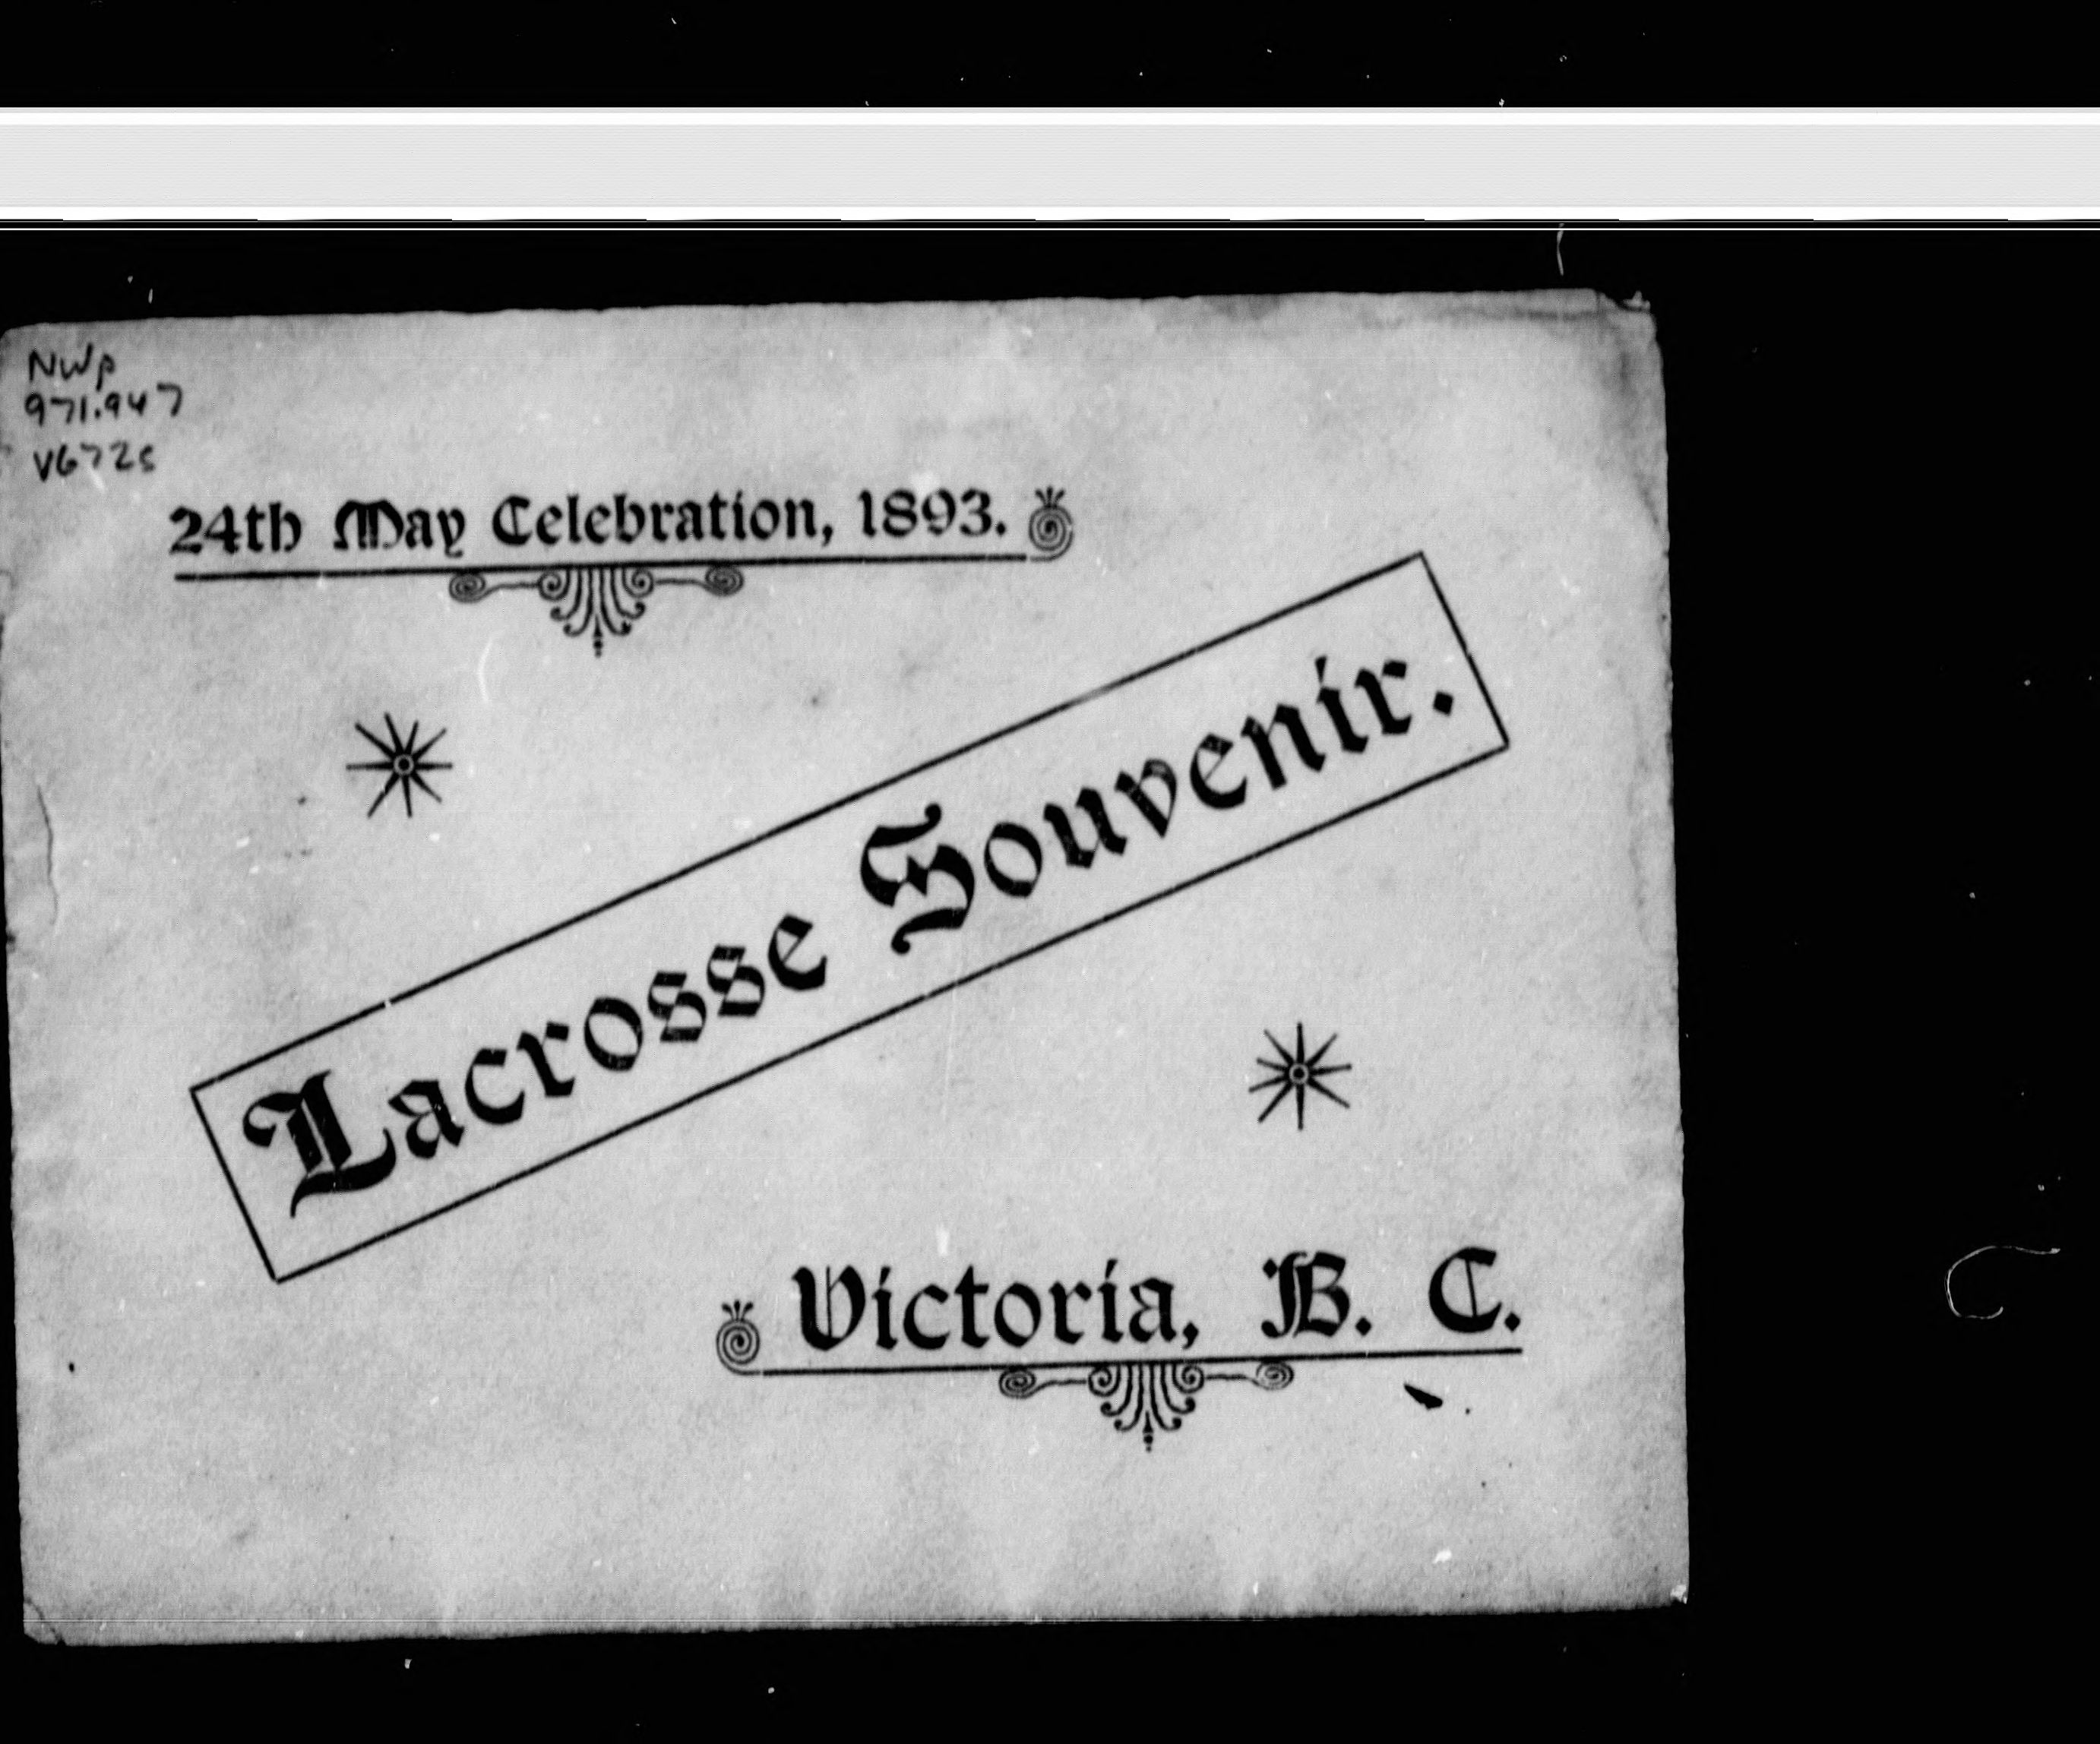 NWp
971.947
V672s
24th May Celebration, 1893.
Lacrosse Souvenir.
Victoria, B. C.